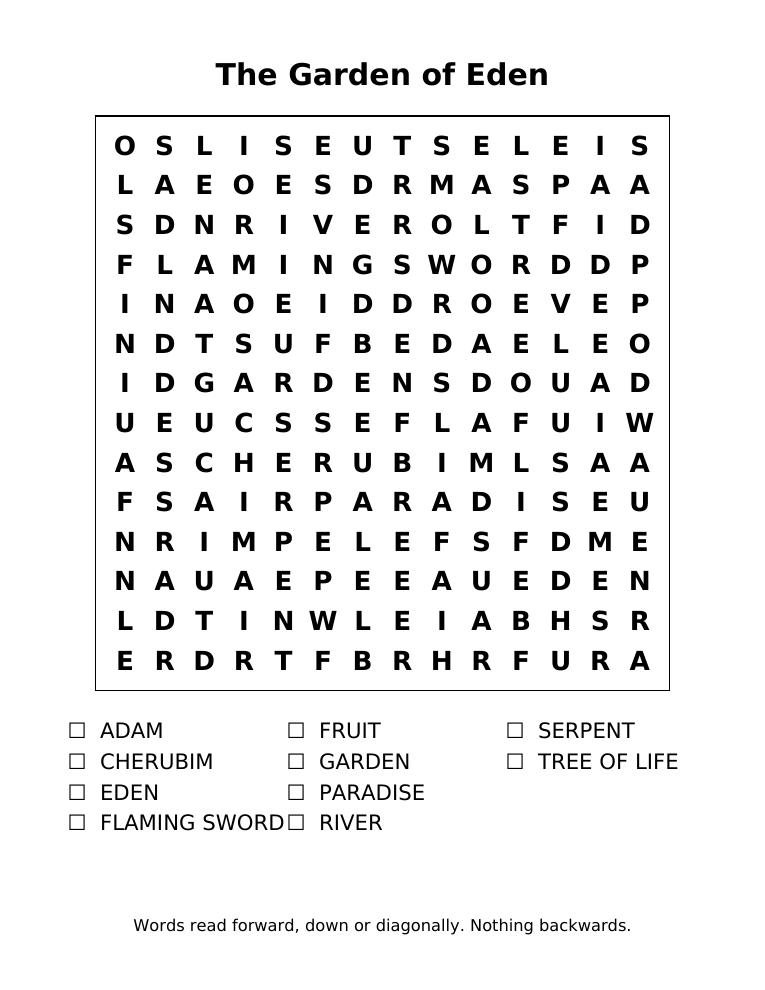 The Garden of Eden
O S L I S E U T S E L E I S
L A E O E S D R M A S P A A
S D N R I V E R O L T F I D
F L A M I N G S W O R D D P
I N A O E I D D R O E V E P
N D T S U F B E D A E L E O
I D G A R D E N S D O U A D
U E U C S S E F L A F U I W
A S C H E R U B I M L S A A
F S A I R P A R A D I S E U
N R I M P E L E F S F D M E
N A U A E P E E A U E D E N
L D T I N W L E I A B H S R
E R D R T F B R H R F U R A
☐ ADAM ☐ FRUIT ☐ SERPENT
☐ CHERUBIM ☐ GARDEN ☐ TREE OF LIFE
☐ EDEN ☐ PARADISE
☐ FLAMING SWORD ☐ RIVER
Words read forward, down or diagonally. Nothing backwards.